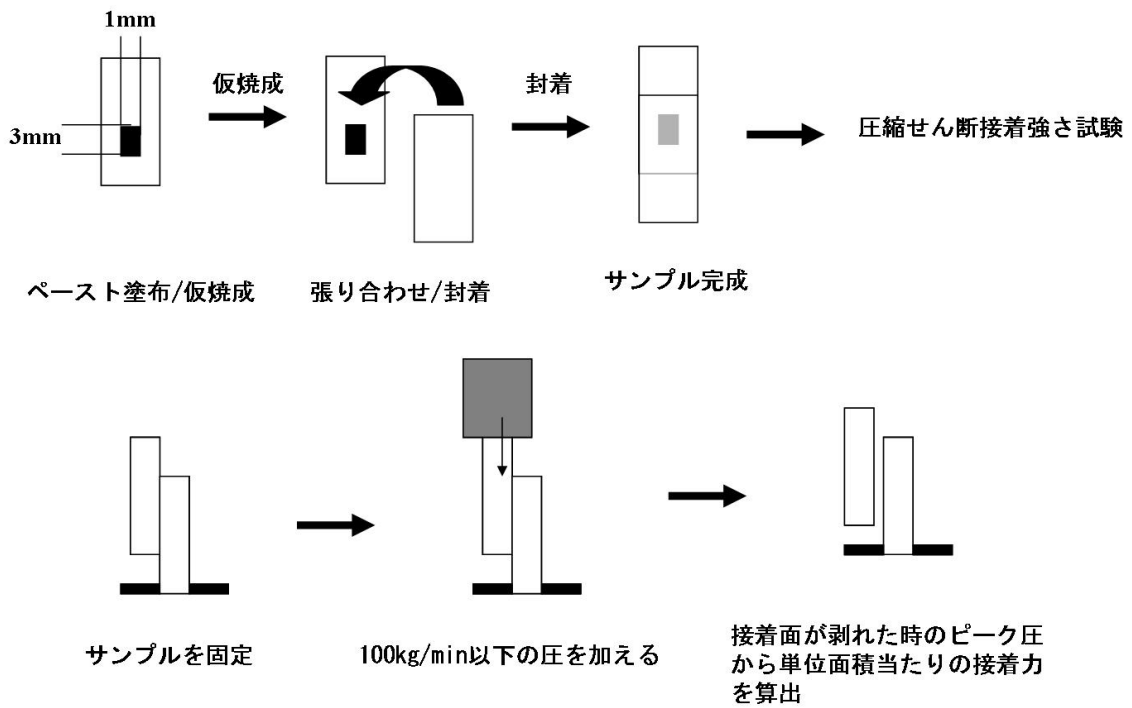 1mm
3mm
仮焼成
封着
圧縮せん断接着強さ試験
ペースト塗布/仮焼成
張り合わせ/封着
サンプル完成
サンプルを固定
100kg/min以下の圧を加える
接着面が剥れた時のピーク圧
から単位面積当たりの接着力
を算出